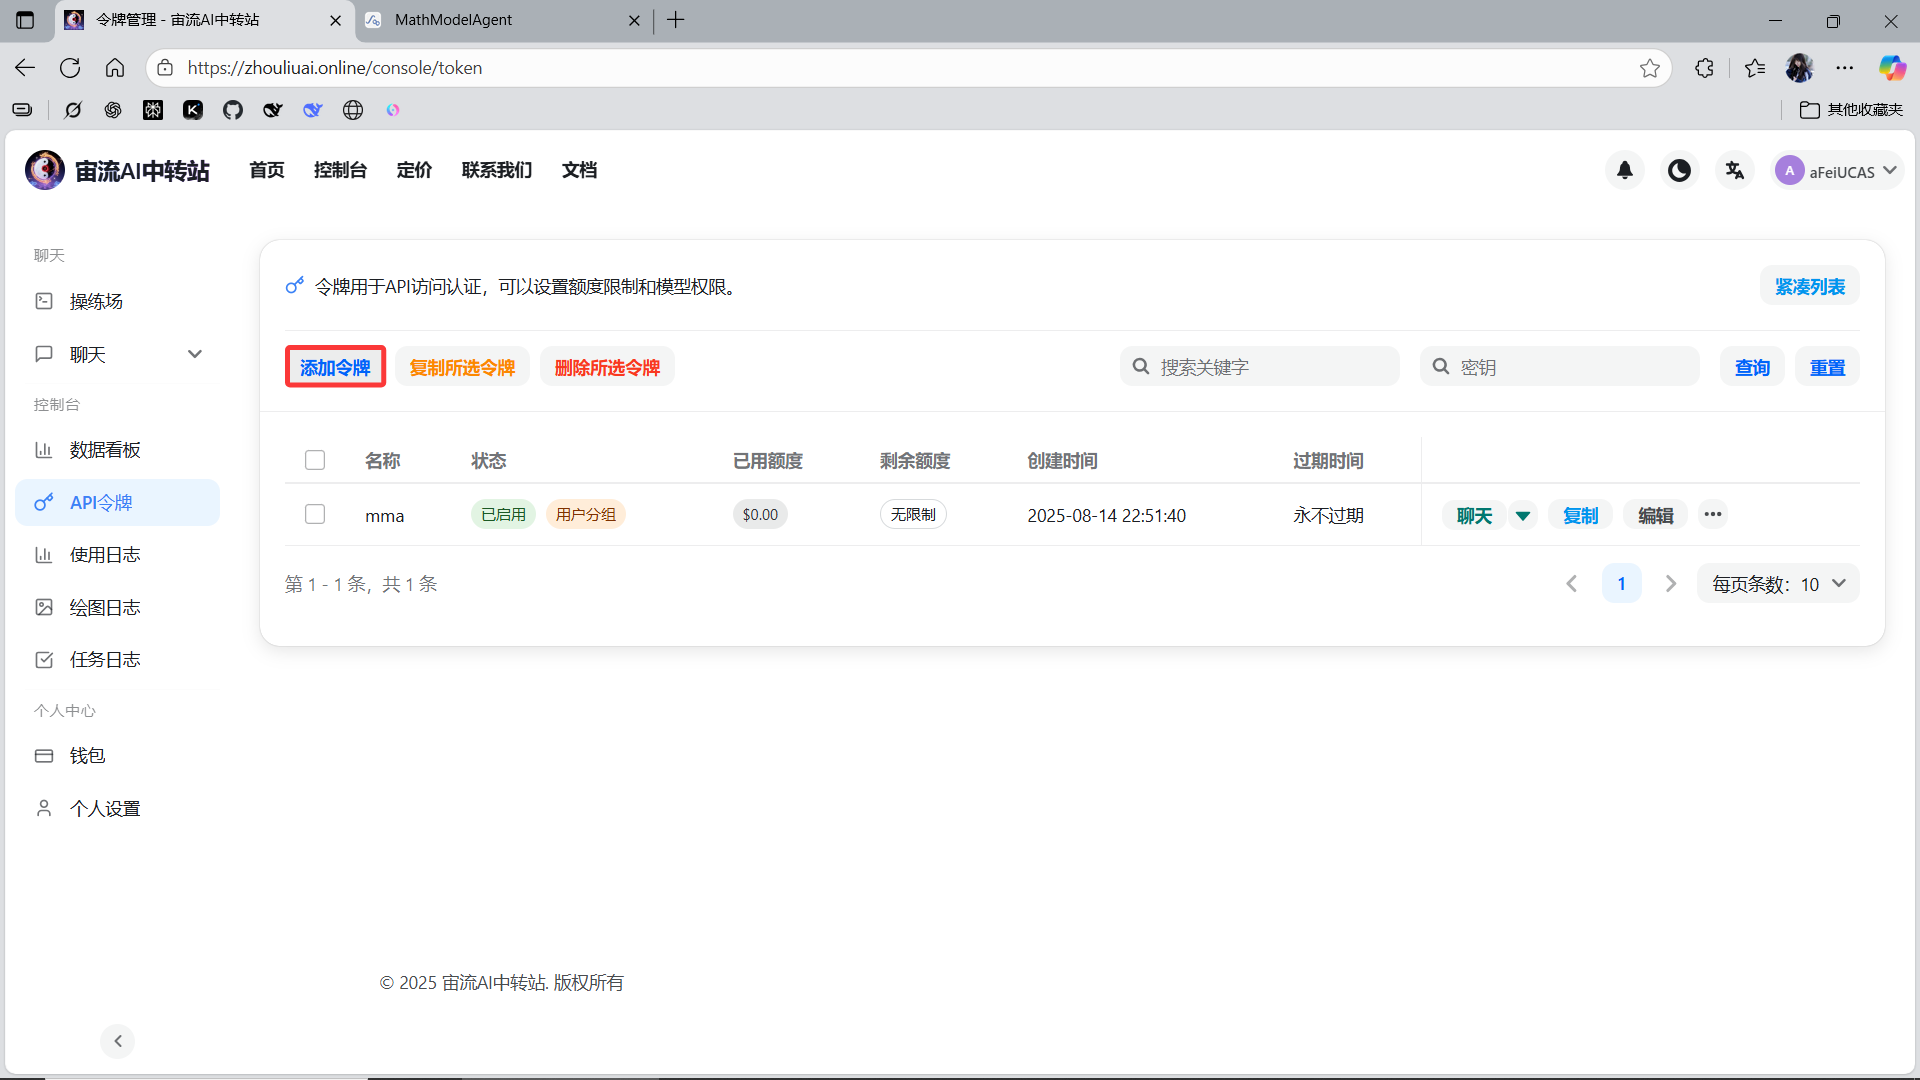 令牌管理 - 宙流AI中转站
MathModelAgent
https://zhouliuai.online/console/token
其他收藏夹
宙流AI中转站
首页
控制台
定价
联系我们
文档
A
aFeiUCAS
聊天
操练场
聊天
控制台
数据看板
API令牌
使用日志
绘图日志
任务日志
个人中心
钱包
个人设置
令牌用于API访问认证，可以设置额度限制和模型权限。
紧凑列表
添加令牌
复制所选令牌
删除所选令牌
搜索关键字
密钥
查询
重置
名称 状态 已用额度 剩余额度 创建时间 过期时间
mma 已启用 用户分组 $0.00 无限制 2025-08-14 22:51:40 永不过期 聊天 复制 编辑
第 1 - 1 条，共 1 条
1
每页条数：10
© 2025 宙流AI中转站. 版权所有